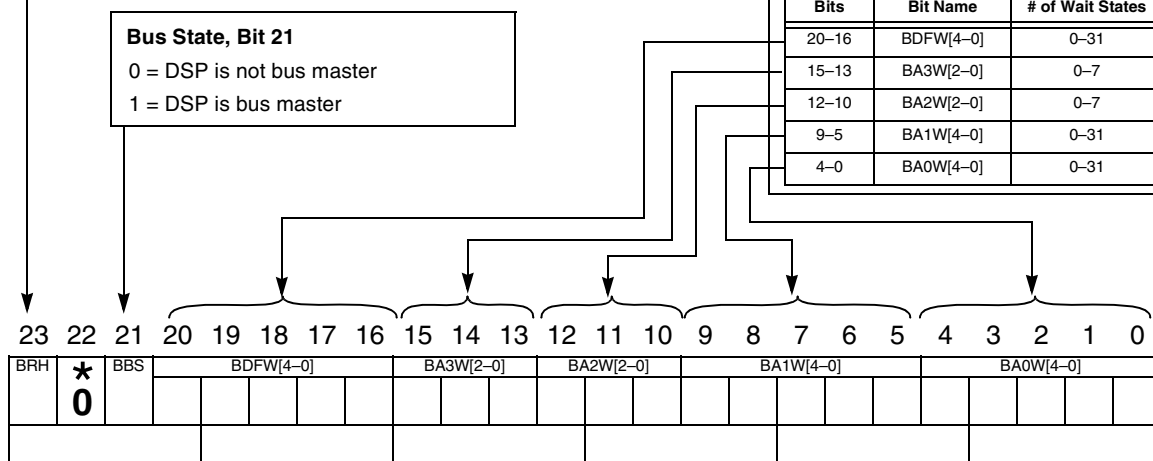 Bits Bit Name # of Wait States
Bus State, Bit 21
20–16 BDFW[4–0] 0–31
0 = DSP is not bus master
15–13 BA3W[2–0] 0–7
1 = DSP is bus master
12–10 BA2W[2–0] 0–7
9–5 BA1W[4–0] 0–31
4–0 BA0W[4–0] 0–31
23 22 21 20 19 18 17 16 15 14 13 12 11 10 9 8 7 6 5 4 3 2 1 0
BRH * BBS BDFW[4–0] BA3W[2–0] BA2W[2–0] BA1W[4–0] BA0W[4–0]
0